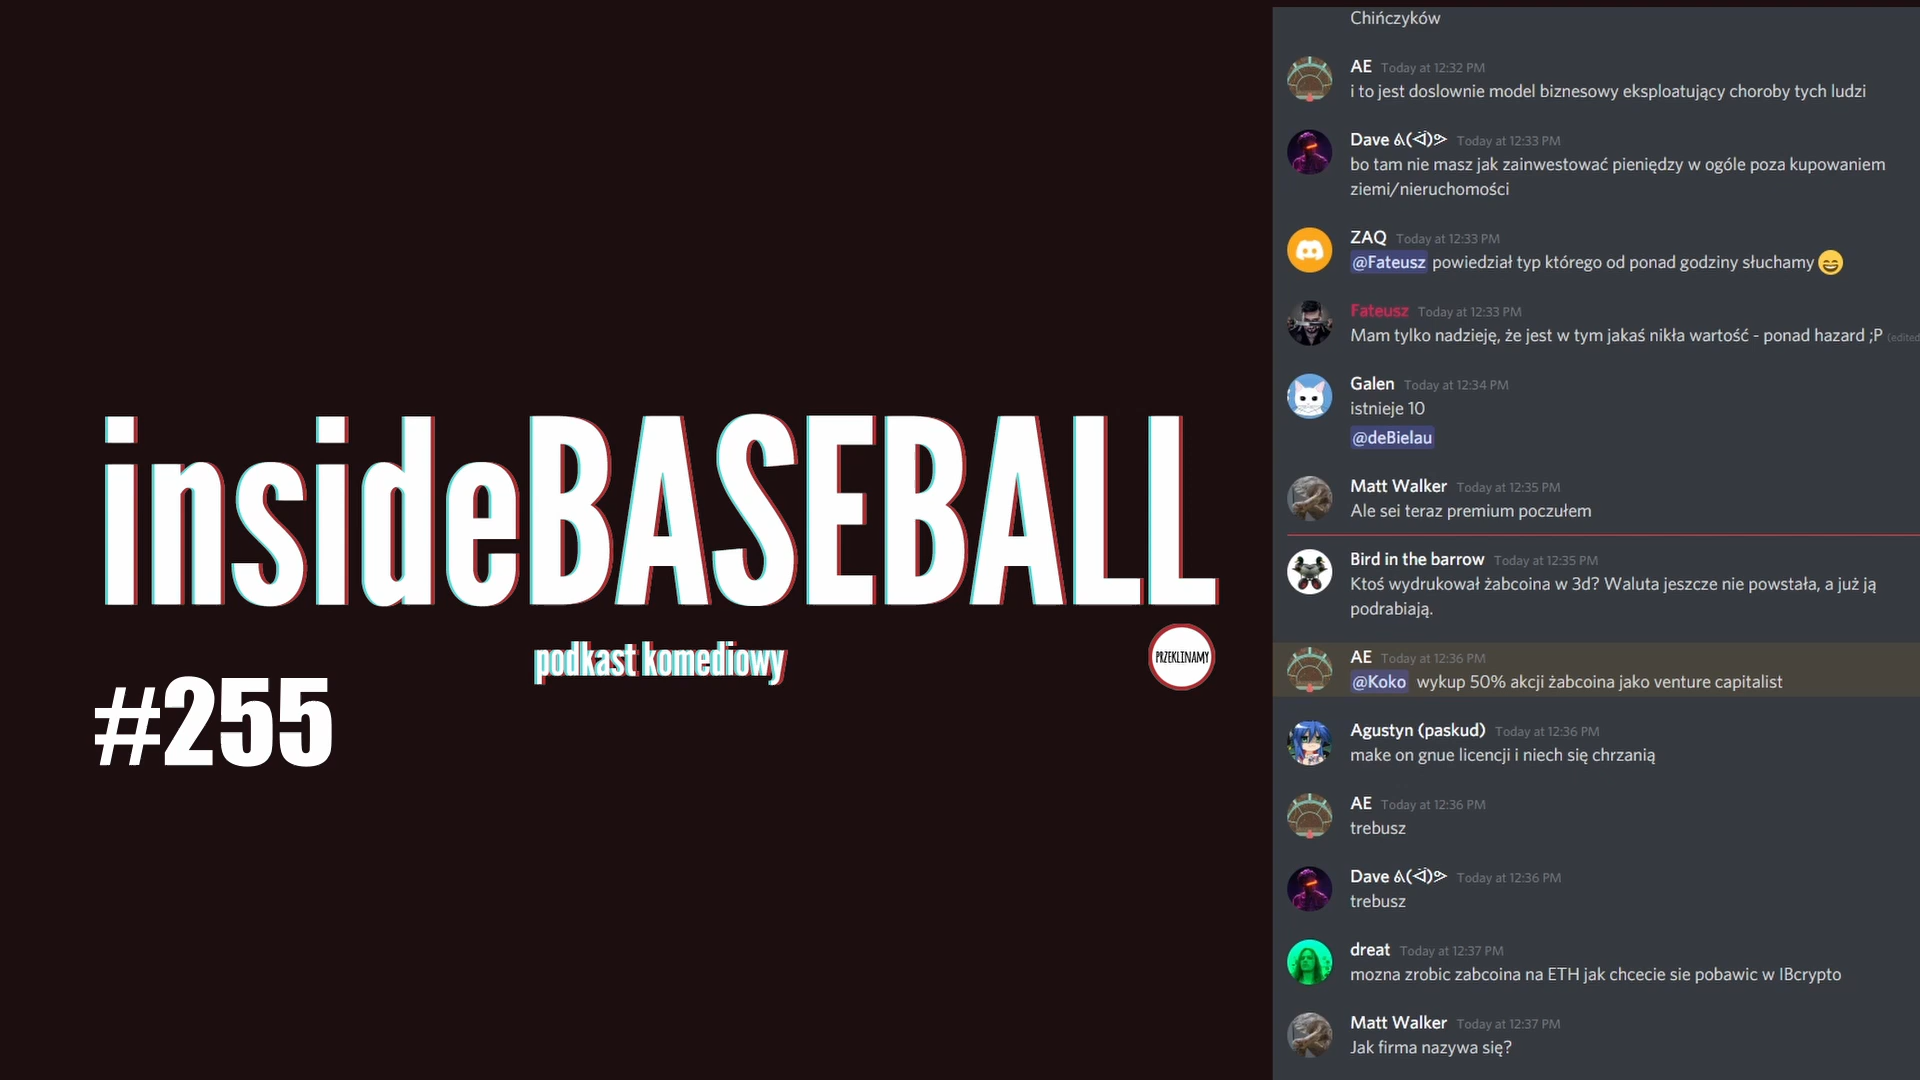 insideBASEBALL
podkast komediowy
PRZEKLINAMY
#255
Chińczyków
AE Today at 12:32 PM
i to jest doslownie model biznesowy eksploatujący choroby tych ludzi
Dave Today at 12:33 PM
bo tam nie masz jak zainwestować pieniędzy w ogóle poza kupowaniem
ziemi/nieruchomości
ZAQ Today at 12:33 PM
@Fateusz powiedział typ którego od ponad godziny słuchamy 😄
Fateusz Today at 12:33 PM
Mam tylko nadzieję, że jest w tym jakaś nikła wartość - ponad hazard ;P (edited
Galen Today at 12:34 PM
istnieje 10
@deBielau
Matt Walker Today at 12:35 PM
Ale sei teraz premium poczułem
Bird in the barrow Today at 12:35 PM
Ktoś wydrukował żabcoina w 3d? Waluta jeszcze nie powstała, a już ją
podrabiają.
AE Today at 12:36 PM
@Koko wykup 50% akcji żabcoina jako venture capitalist
Agustyn (paskud) Today at 12:36 PM
make on gnue licencji i niech się chrzanią
AE Today at 12:36 PM
trebusz
Dave Today at 12:36 PM
trebusz
dreat Today at 12:37 PM
mozna zrobic zabcoina na ETH jak chcecie sie pobawic w IBcrypto
Matt Walker Today at 12:37 PM
Jak firma nazywa się?